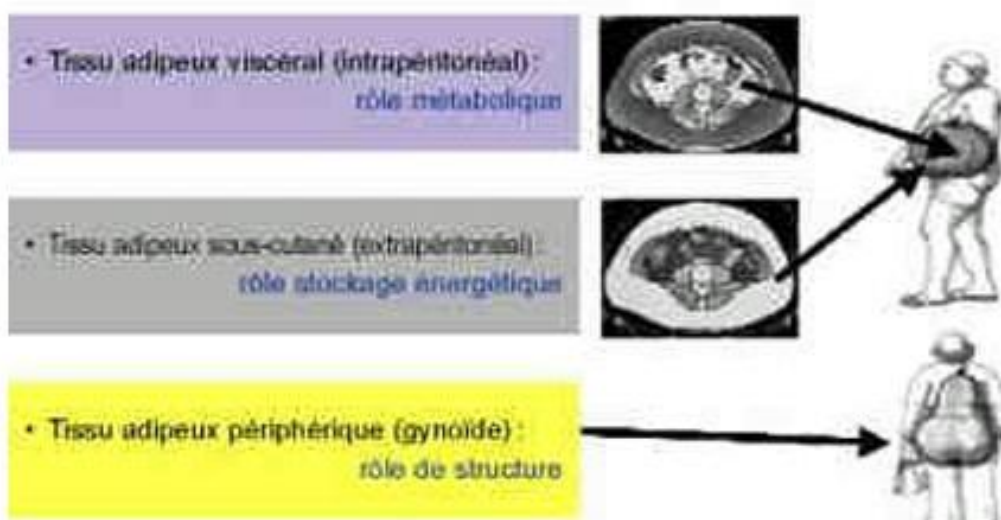 • Tissu adipeux viscéral (intrapéritonéal) :
rôle métabolique
• Tissu adipeux sous-cutané (extrapéritonéal)
rôle stockage énergétique
• Tissu adipeux périphérique (gynoïde) :
rôle de structure